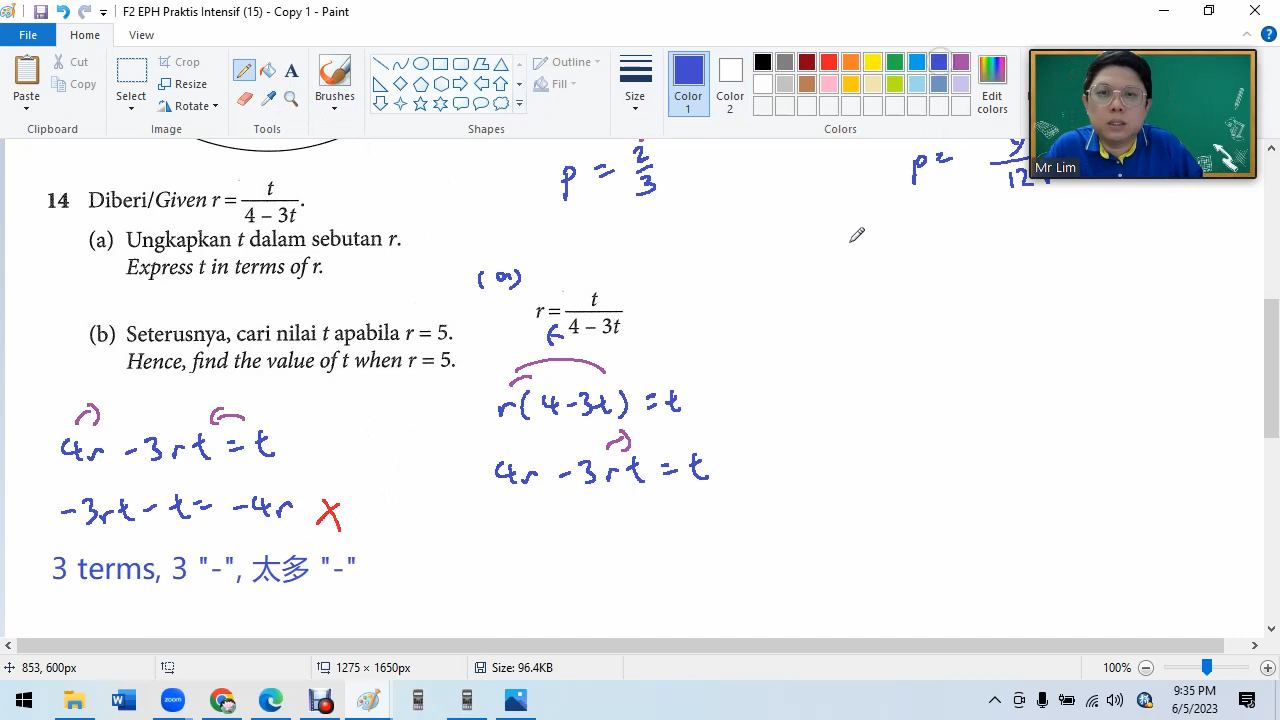 F2 EPH Praktis Intensif (15) - Copy 1 - Paint
File Home View
Paste
Cut
Copy
Clipboard
Select
Crop
Resize
Rotate
Image
A
Tools
Brushes
Outline
Fill
Shapes
Size
Color 1
Color 2
Edit colors
Colors
Mr Lim
p = 2/3
p =
12
14 Diberi/Given r = t/(4 – 3t).
(a) Ungkapkan t dalam sebutan r.
Express t in terms of r.
(b) Seterusnya, cari nilai t apabila r = 5.
Hence, find the value of t when r = 5.
4r - 3rt = t
-3rt - t = -4r X
3 terms, 3 "-", 太多 "-"
(a)
r = t/(4 – 3t)
r(4-3t) = t
4r - 3rt = t
853, 600px
1275 × 1650px
Size: 96.4KB
100%
W
zoom
9:35 PM
6/5/2023